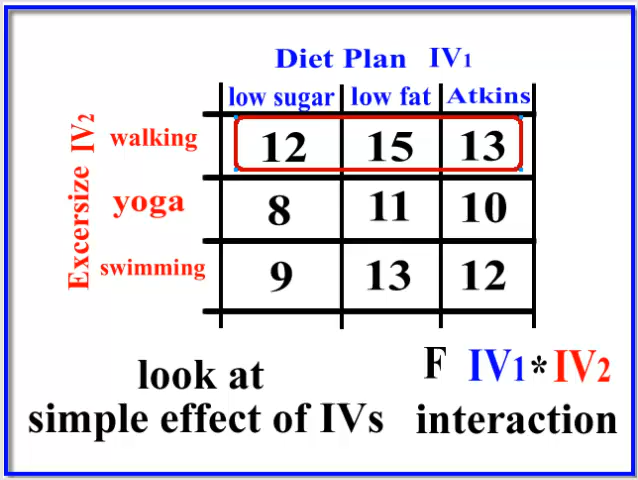 Diet Plan IV1
low sugar low fat Atkins
Excersize IV2
walking 12 15 13
yoga 8 11 10
swimming 9 13 12
look at
simple effect of IVs
F IV1*IV2
interaction